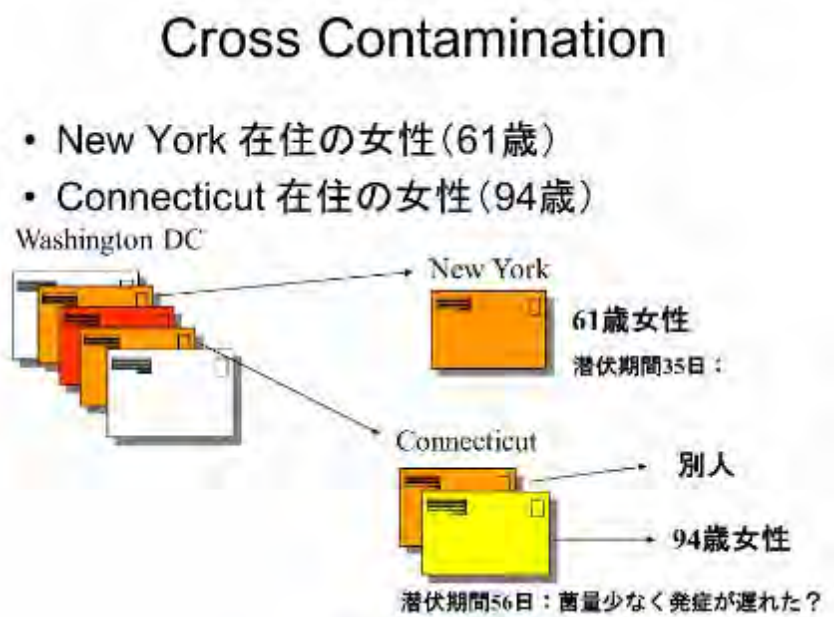 Cross Contamination
• New York 在住の女性（61歳）
• Connecticut 在住の女性（94歳）
Washington DC
New York
61歳女性
潜伏期間35日：
Connecticut
別人
94歳女性
潜伏期間56日：菌量少なく発症が遅れた？